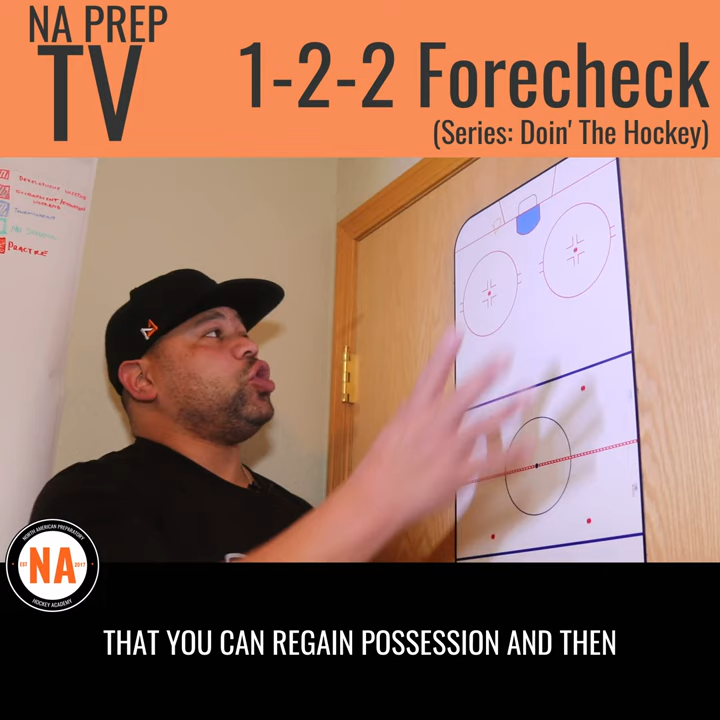 NA PREP
TV
1-2-2 Forecheck
(Series: Doin' The Hockey)
PRACTICE
NORTH AMERICAN PREPARATORY
EST NA 2017
HOCKEY ACADEMY
THAT YOU CAN REGAIN POSSESSION AND THEN